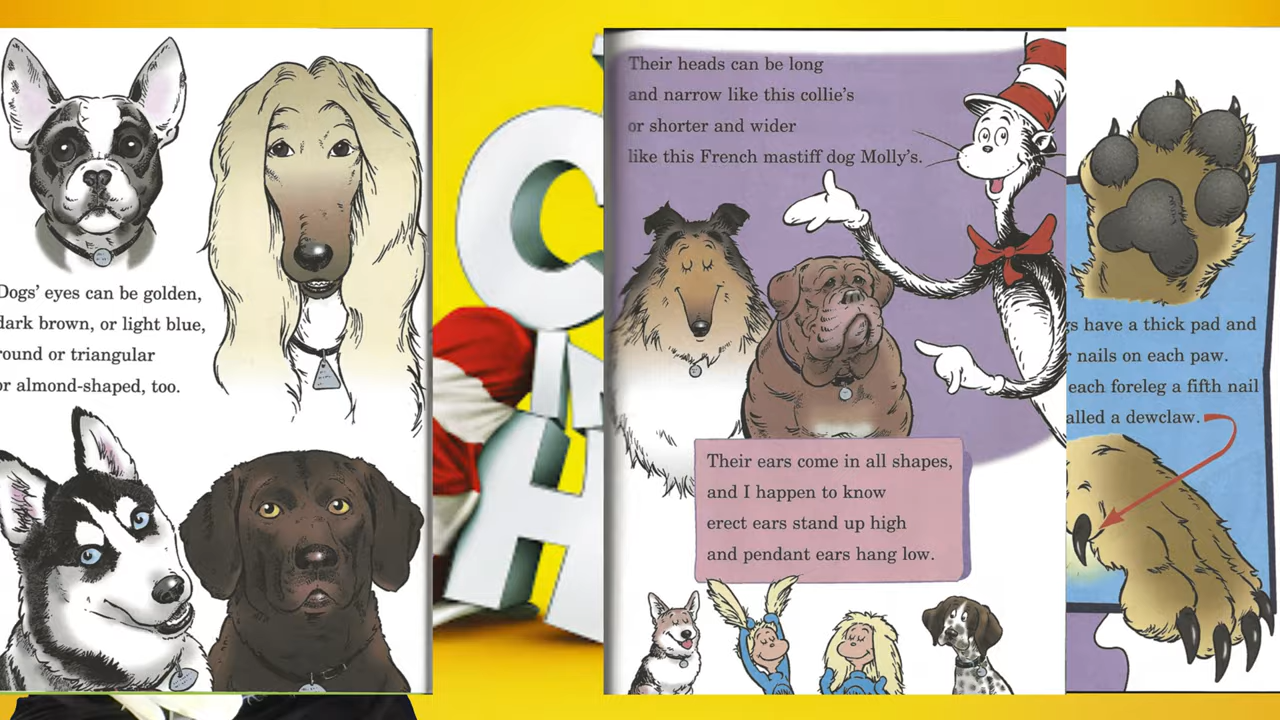 Dogs' eyes can be golden,
dark brown, or light blue,
round or triangular
or almond-shaped, too.
Their heads can be long
and narrow like this collie's
or shorter and wider
like this French mastiff dog Molly's.
Their ears come in all shapes,
and I happen to know
erect ears stand up high
and pendant ears hang low.
have a thick pad and
nails on each paw.
each foreleg a fifth nail
called a dewclaw.